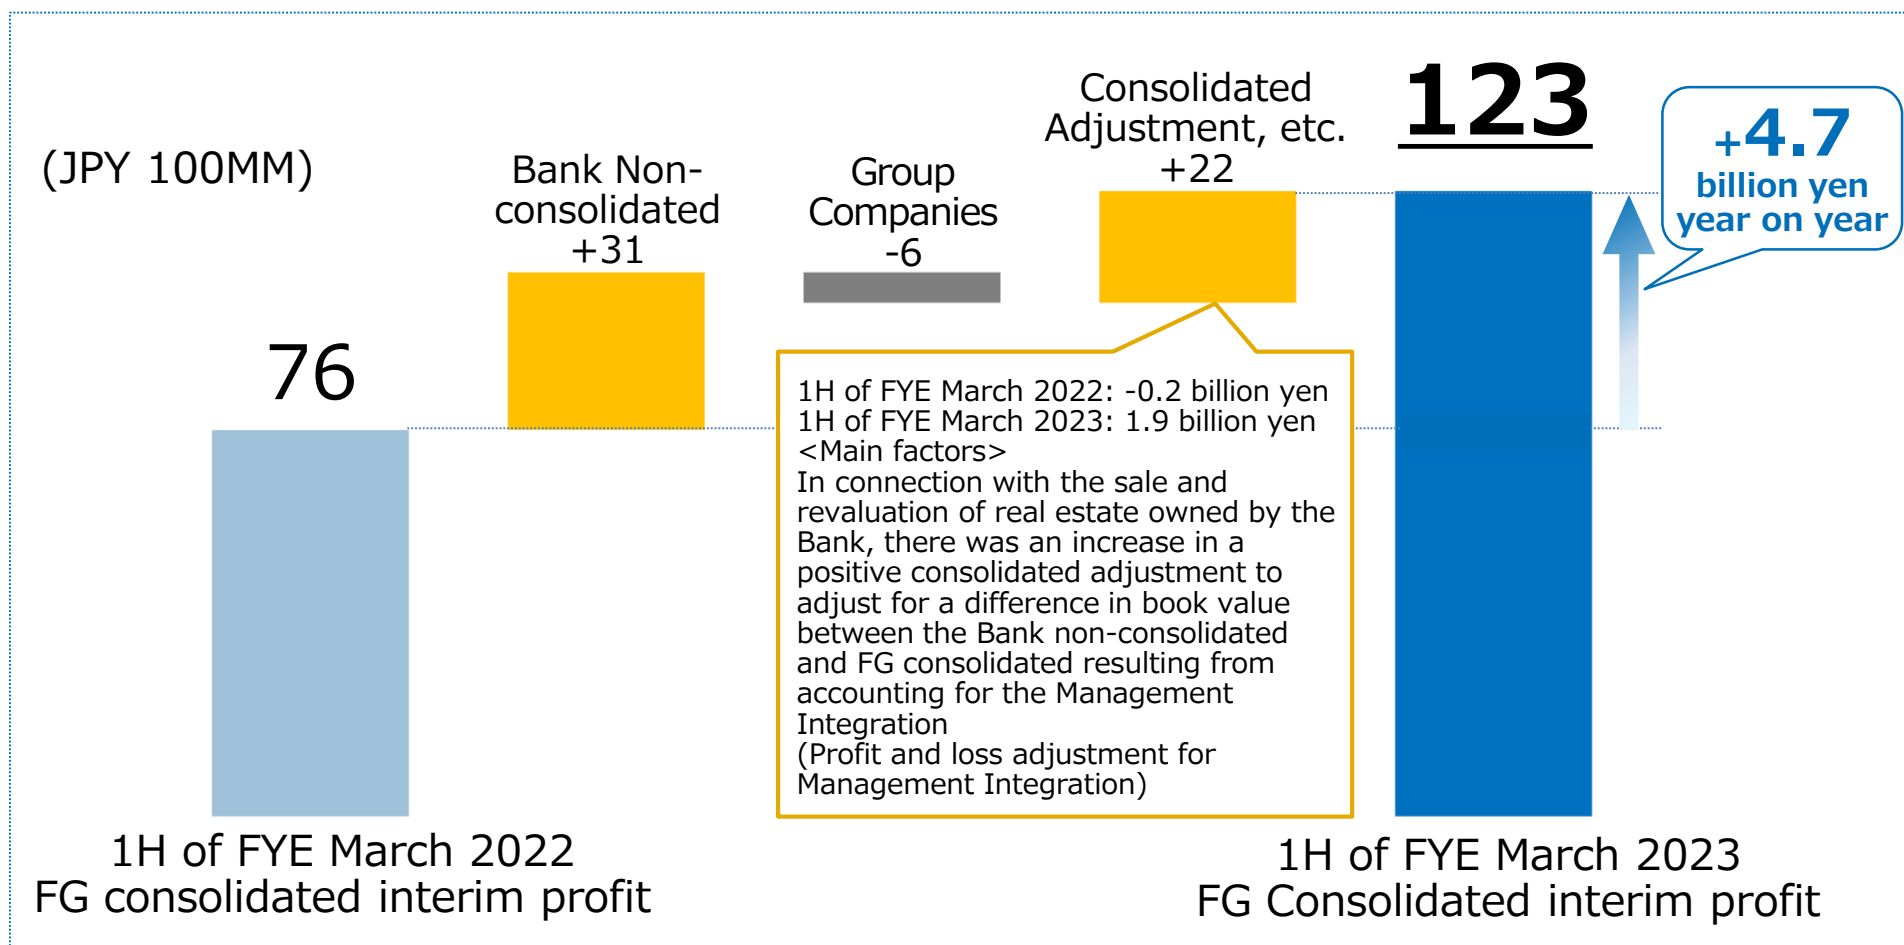 (JPY 100MM)
76
Bank Non-
consolidated
+31
Group
Companies
-6
Consolidated
Adjustment, etc.
+22
123
+4.7
billion yen
year on year
1H of FYE March 2022: -0.2 billion yen
1H of FYE March 2023: 1.9 billion yen
<Main factors>
In connection with the sale and
revaluation of real estate owned by the
Bank, there was an increase in a
positive consolidated adjustment to
adjust for a difference in book value
between the Bank non-consolidated
and FG consolidated resulting from
accounting for the Management
Integration
(Profit and loss adjustment for
Management Integration)
1H of FYE March 2022
FG consolidated interim profit
1H of FYE March 2023
FG Consolidated interim profit